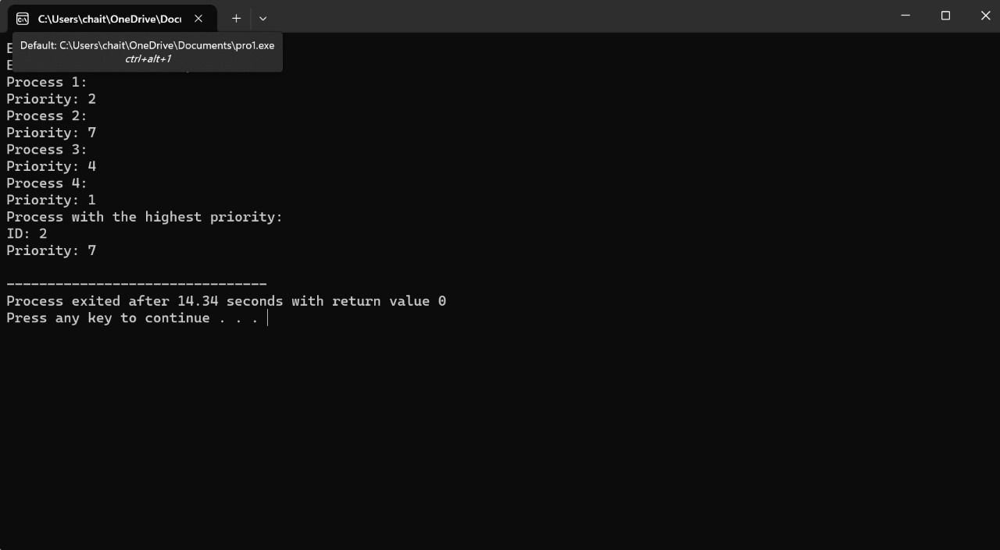 C:\Users\chait\OneDrive\Docu
Default: C:\Users\chait\OneDrive\Documents\pro1.exe
ctrl+alt+1
Process 1:
Priority: 2
Process 2:
Priority: 7
Process 3:
Priority: 4
Process 4:
Priority: 1
Process with the highest priority:
ID: 2
Priority: 7
--------------------------------
Process exited after 14.34 seconds with return value 0
Press any key to continue . . .